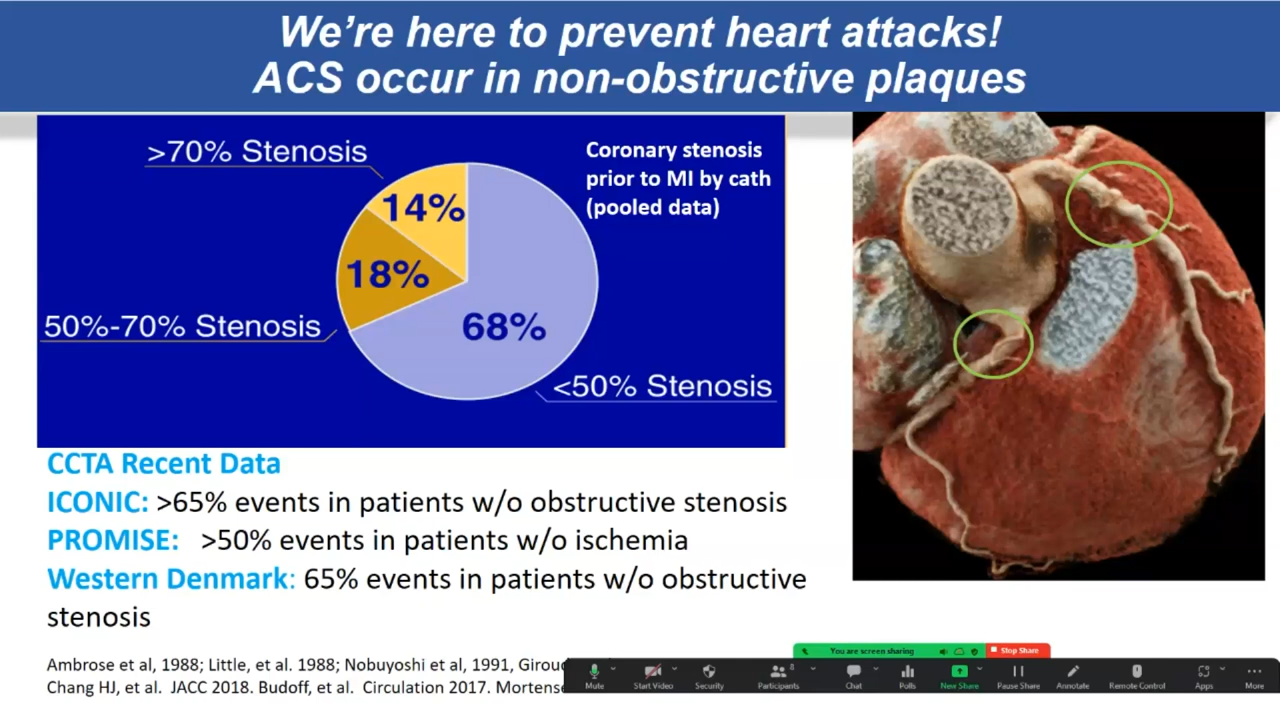 We’re here to prevent heart attacks!
ACS occur in non-obstructive plaques
>70% Stenosis
14%
18%
50%-70% Stenosis
68%
<50% Stenosis
Coronary stenosis
prior to MI by cath
(pooled data)
CCTA Recent Data
ICONIC: >65% events in patients w/o obstructive stenosis
PROMISE: >50% events in patients w/o ischemia
Western Denmark: 65% events in patients w/o obstructive
stenosis
Ambrose et al, 1988; Little, et al. 1988; Nobuyoshi et al, 1991,
Chang HJ, et al. JACC 2018. Budoff, et al. Circulation 2017.
You are screen sharing
Stop Share
Mute
Start Video
Security
Participants
Chat
Polls
New Share
Pause Share
Annotate
Remote Control
Apps
More